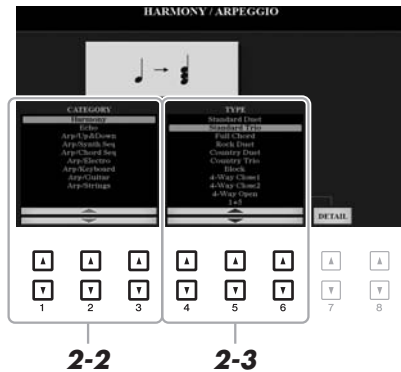 HARMONY / ARPEGGIO
CATEGORY
Harmony
Echo
Arp/Up&Down
Arp/Synth Seq
Arp/Chord Seq
Arp/Electro
Arp/Keyboard
Arp/Guitar
Arp/Strings
TYPE
Standard Duet
Standard Trio
Full Chord
Rock Duet
Country Duet
Country Trio
Block
4-Way Close1
4-Way Close2
4-Way Open
1+5
DETAIL
1 2 3 4 5 6 7 8
2-2 2-3